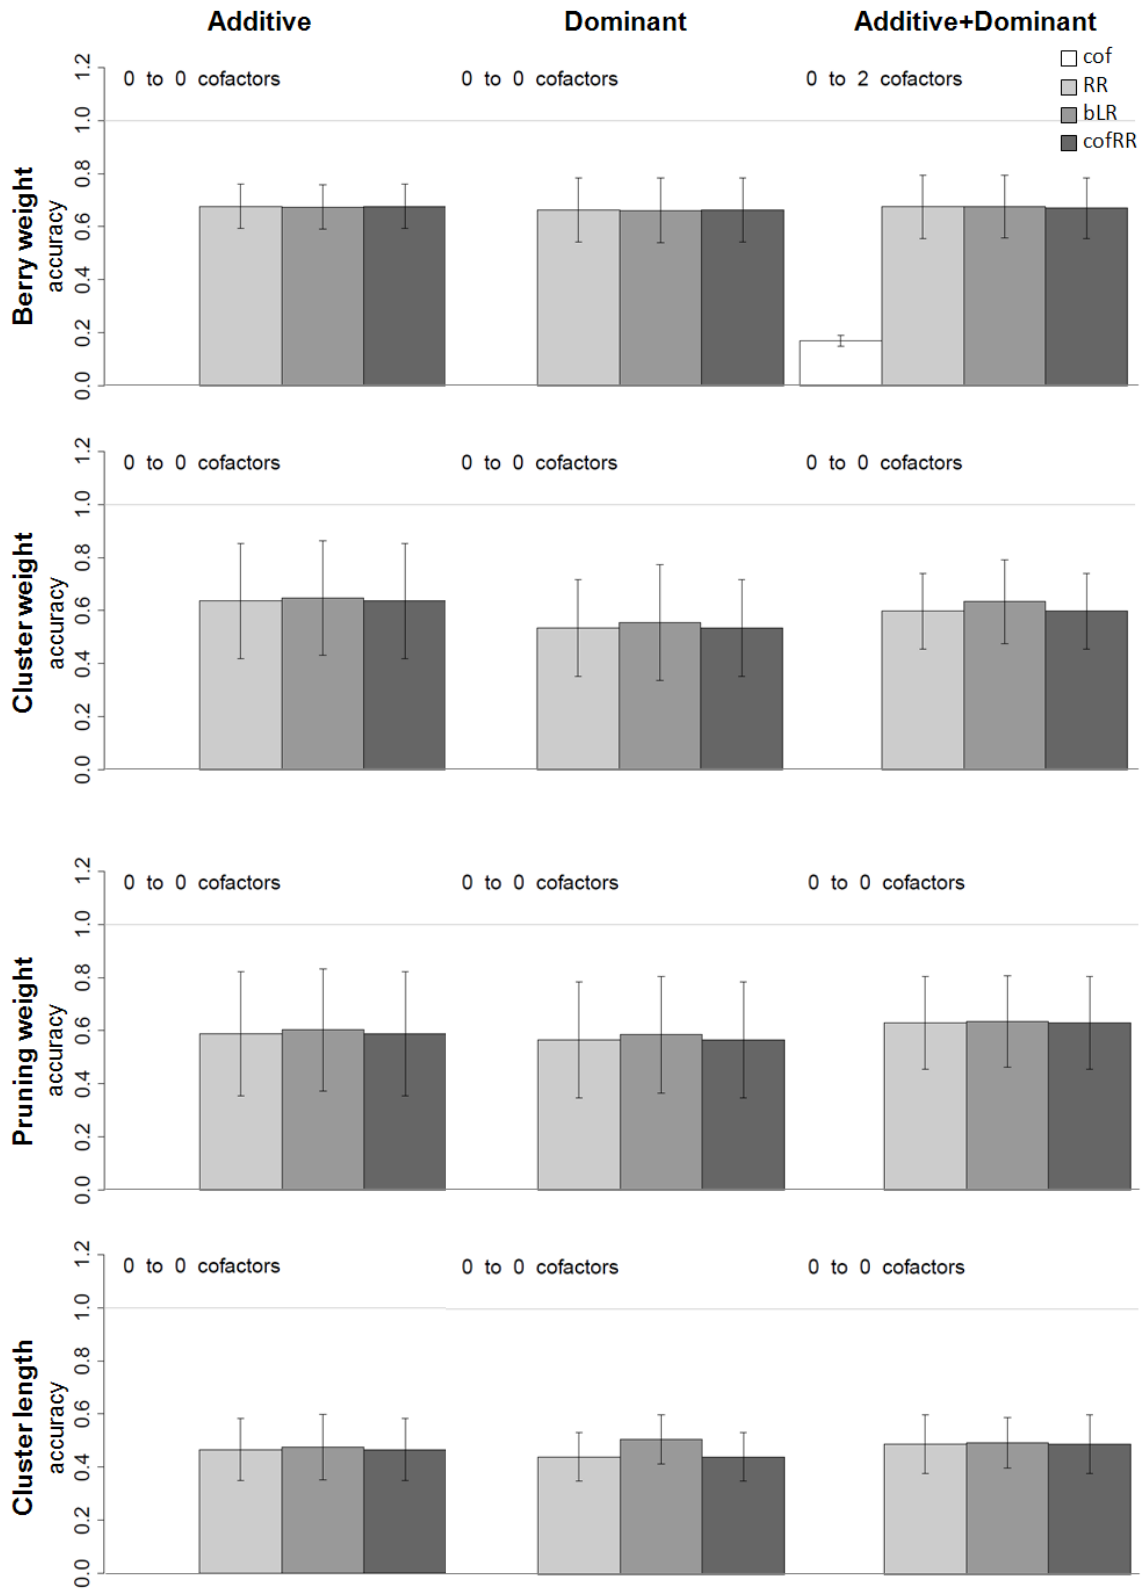 Additive Dominant Additive+Dominant
cof
RR
bLR
cofRR
Berry weight
accuracy
0.0 0.2 0.4 0.6 0.8 1.0 1.2
0 to 0 cofactors 0 to 0 cofactors 0 to 2 cofactors
Cluster weight
accuracy
0.0 0.2 0.4 0.6 0.8 1.0 1.2
0 to 0 cofactors 0 to 0 cofactors 0 to 0 cofactors
Pruning weight
accuracy
0.0 0.2 0.4 0.6 0.8 1.0 1.2
0 to 0 cofactors 0 to 0 cofactors 0 to 0 cofactors
Cluster length
accuracy
0.0 0.2 0.4 0.6 0.8 1.0 1.2
0 to 0 cofactors 0 to 0 cofactors 0 to 0 cofactors